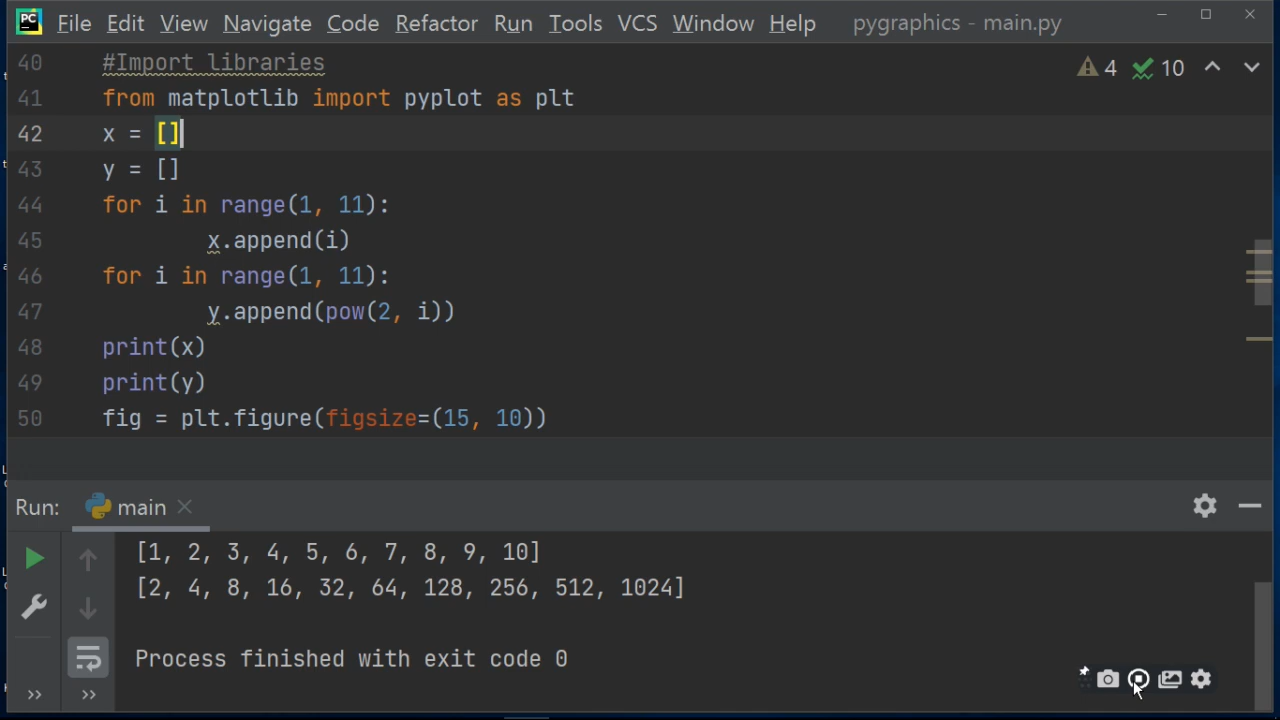 PC File Edit View Navigate Code Refactor Run Tools VCS Window Help pygraphics - main.py
4 10
40 #Import libraries
41 from matplotlib import pyplot as plt
42 x = []
43 y = []
44 for i in range(1, 11):
45 x.append(i)
46 for i in range(1, 11):
47 y.append(pow(2, i))
48 print(x)
49 print(y)
50 fig = plt.figure(figsize=(15, 10))
Run: main
[1, 2, 3, 4, 5, 6, 7, 8, 9, 10]
[2, 4, 8, 16, 32, 64, 128, 256, 512, 1024]
Process finished with exit code 0